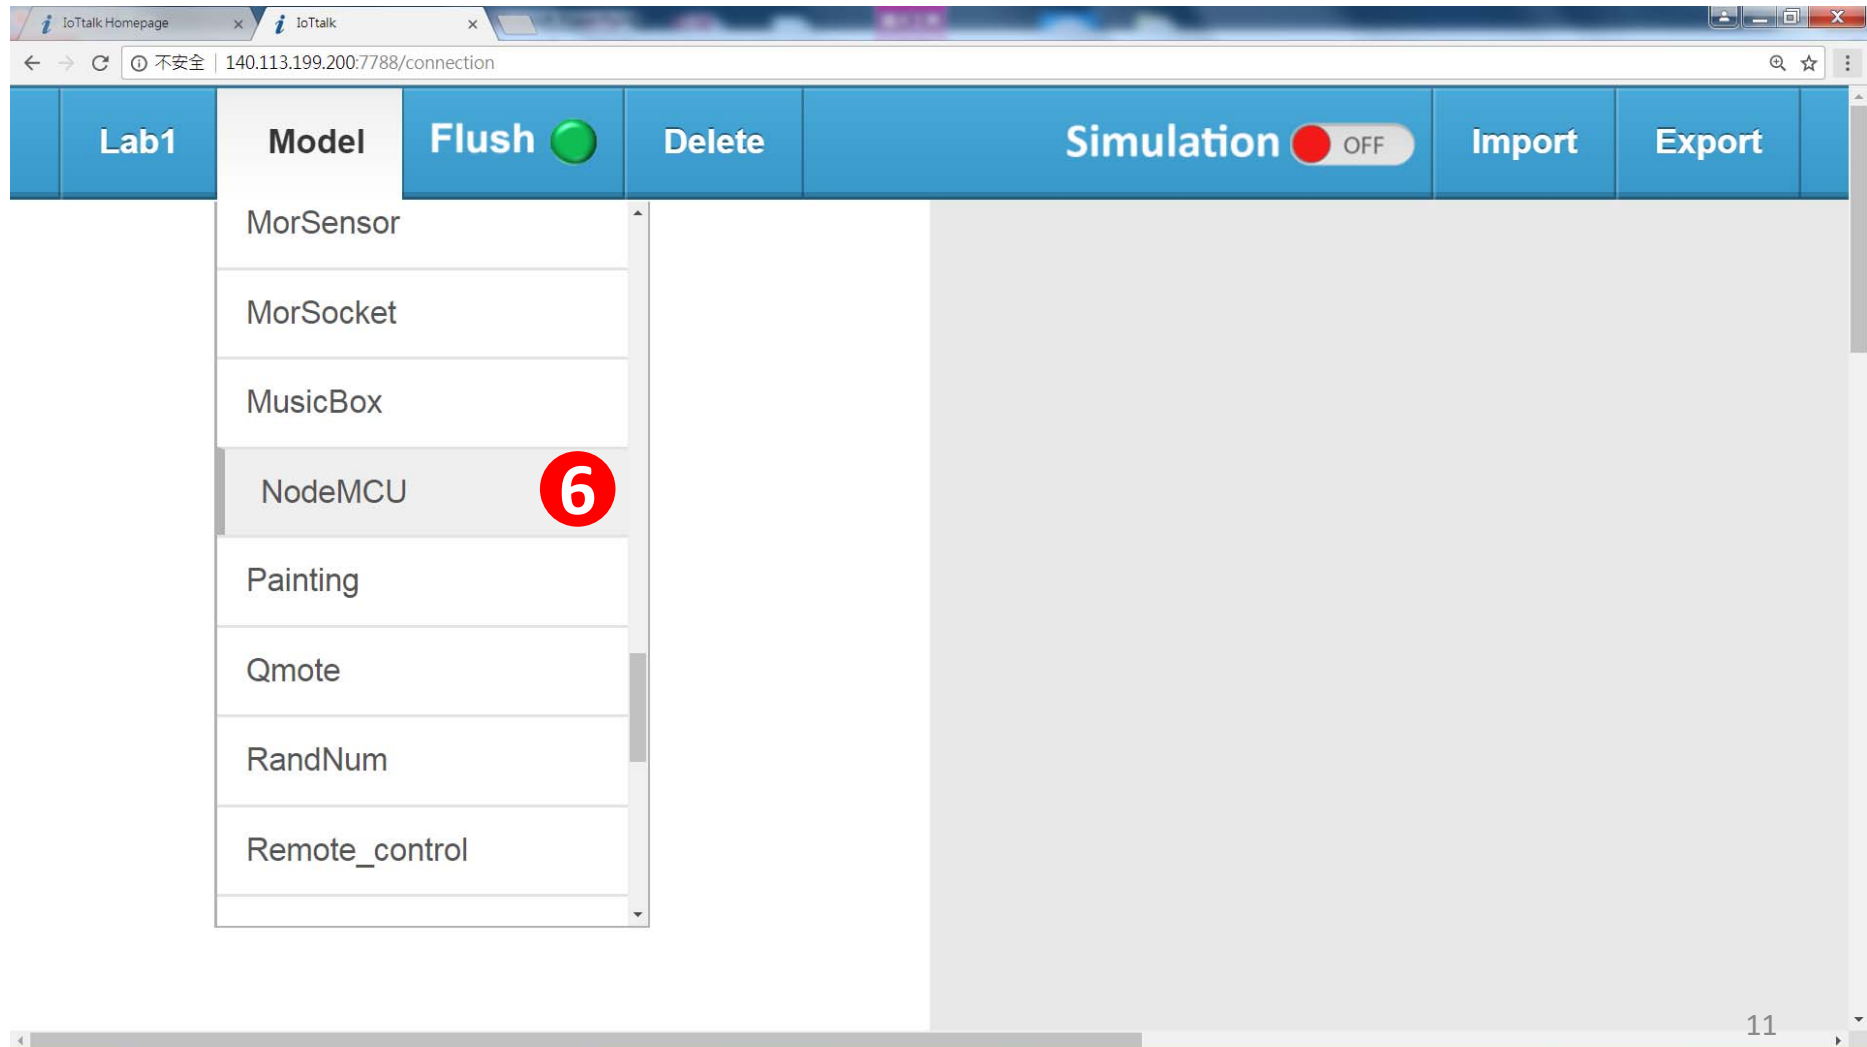 IoTtalk Homepage
IoTtalk
不安全 | 140.113.199.200:7788/connection
Lab1
Model
Flush
Delete
Simulation
OFF
Import
Export
MorSensor
MorSocket
MusicBox
NodeMCU
6
Painting
Qmote
RandNum
Remote_control
11